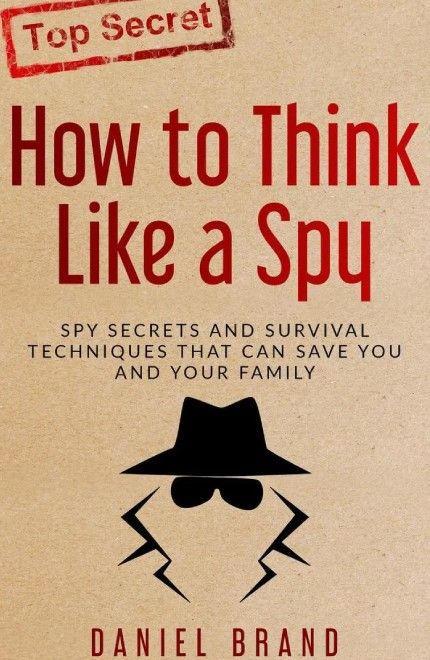 Top Secret
How to Think
Like a Spy
SPY SECRETS AND SURVIVAL
TECHNIQUES THAT CAN SAVE YOU
AND YOUR FAMILY
DANIEL BRAND